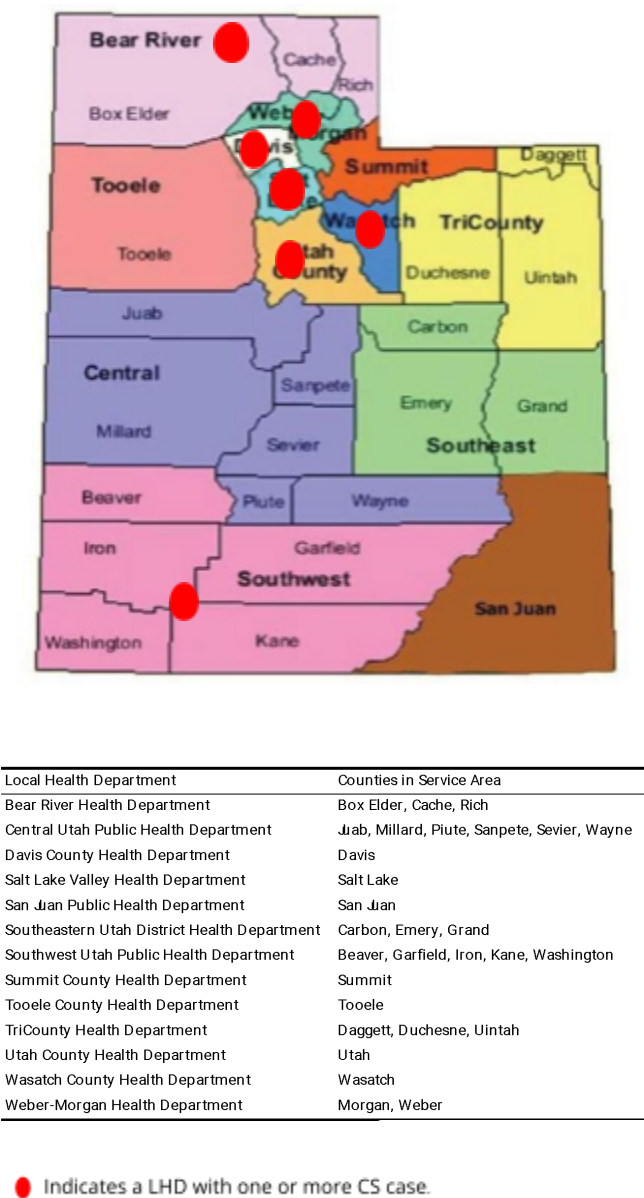 Bear River
Cache
Rich
Box Elder
Web
Morgan
Davis
Summit
Daggett
Tooele
Lake
Wasatch
TriCounty
Tooele
Utah
County
Duchesne
Uintah
Juab
Carbon
Central
Sanpete
Emery
Grand
Millard
Sevier
Southeast
Beaver
Piute
Wayne
Iron
Garfield
Southwest
San Juan
Washington
Kane
Local Health Department Counties in Service Area
Bear River Health Department Box Elder, Cache, Rich
Central Utah Public Health Department Juab, Millard, Piute, Sanpete, Sevier, Wayne
Davis County Health Department Davis
Salt Lake Valley Health Department Salt Lake
San Juan Public Health Department San Juan
Southeastern Utah District Health Department Carbon, Emery, Grand
Southwest Utah Public Health Department Beaver, Garfield, Iron, Kane, Washington
Summit County Health Department Summit
Tooele County Health Department Tooele
TriCounty Health Department Daggett, Duchesne, Uintah
Utah County Health Department Utah
Wasatch County Health Department Wasatch
Weber-Morgan Health Department Morgan, Weber
Indicates a LHD with one or more CS case.